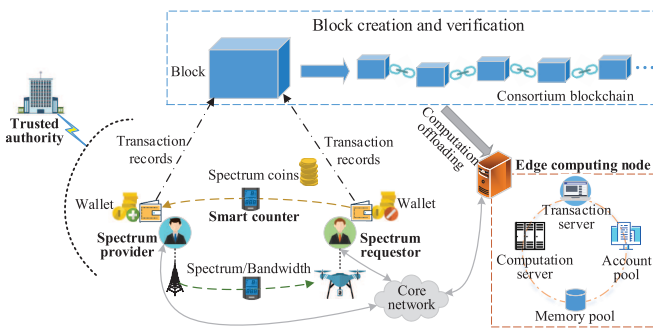 Block creation and verification
Block
Consortium blockchain
Trusted
authority
Transaction
records
Transaction
records
Computation
offloading
Spectrum coins
Edge computing node
Wallet
Smart counter
Wallet
Transaction
server
Spectrum
provider
Spectrum
requestor
Computation
server
Account
pool
Spectrum/Bandwidth
Core
network
Memory pool